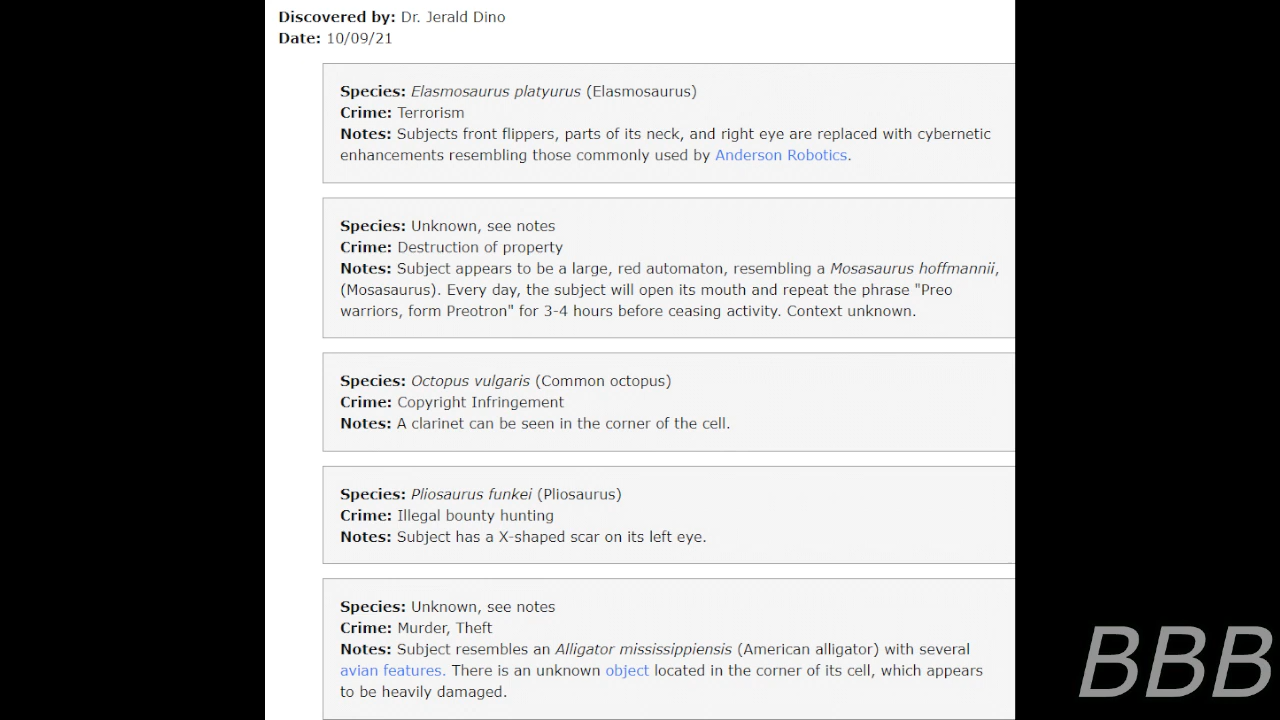 Discovered by: Dr. Jerald Dino
Date: 10/09/21
Species: Elasmosaurus platyurus (Elasmosaurus)
Crime: Terrorism
Notes: Subjects front flippers, parts of its neck, and right eye are replaced with cybernetic
enhancements resembling those commonly used by Anderson Robotics.
Species: Unknown, see notes
Crime: Destruction of property
Notes: Subject appears to be a large, red automaton, resembling a Mosasaurus hoffmannii,
(Mosasaurus). Every day, the subject will open its mouth and repeat the phrase "Preo
warriors, form Preotron" for 3-4 hours before ceasing activity. Context unknown.
Species: Octopus vulgaris (Common octopus)
Crime: Copyright Infringement
Notes: A clarinet can be seen in the corner of the cell.
Species: Pliosaurus funkei (Pliosaurus)
Crime: Illegal bounty hunting
Notes: Subject has a X-shaped scar on its left eye.
Species: Unknown, see notes
Crime: Murder, Theft
Notes: Subject resembles an Alligator mississippiensis (American alligator) with several
avian features. There is an unknown object located in the corner of its cell, which appears
to be heavily damaged.
BBB